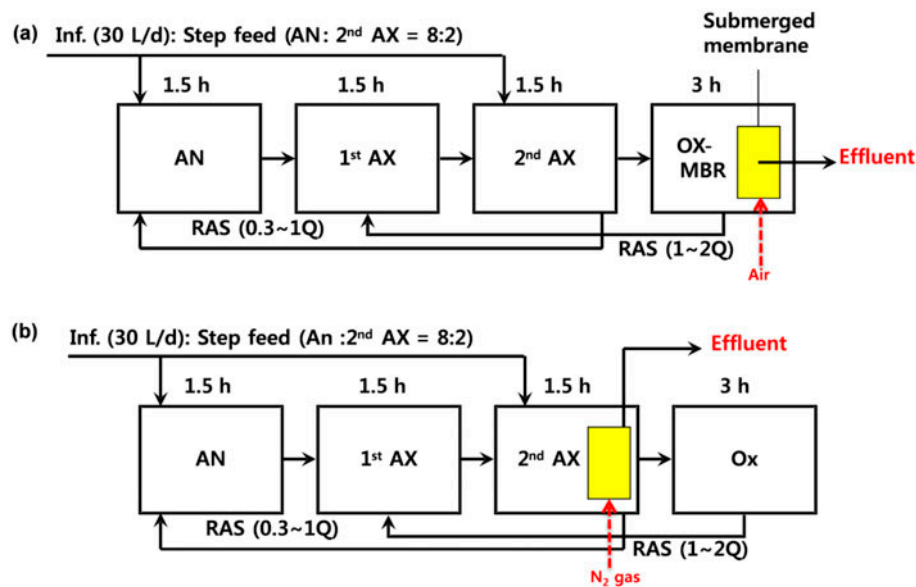 (a)
Inf. (30 L/d): Step feed (AN: 2nd AX = 8:2)
Submerged
membrane
1.5 h
1.5 h
1.5 h
3 h
AN
1st AX
2nd AX
OX-
MBR
Effluent
RAS (0.3~1Q)
RAS (1~2Q)
Air
(b)
Inf. (30 L/d): Step feed (An :2nd AX = 8:2)
Effluent
1.5 h
1.5 h
1.5 h
3 h
AN
1st AX
2nd AX
Ox
RAS (0.3~1Q)
RAS (1~2Q)
N2 gas